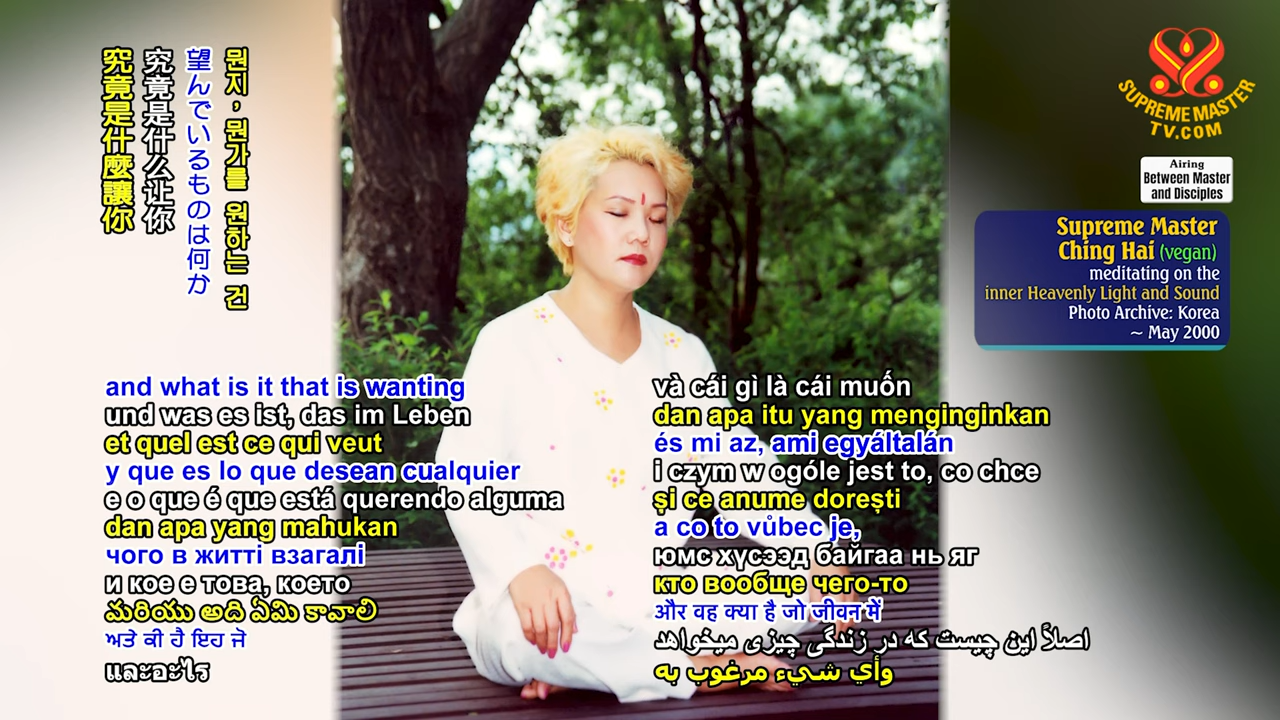 究竟是什麼讓你
究竟是什么让你
望んでいるものは何か
뭔지, 뭔가를 원하는 건
SUPREME MASTER
TV.COM
Airing
Between Master
and Disciples
Supreme Master
Ching Hai (vegan)
meditating on the
inner Heavenly Light and Sound
Photo Archive: Korea
~ May 2000
and what is it that is wanting
und was es ist, das im Leben
et quel est ce qui veut
y que es lo que desean cualquier
e o que é que está querendo alguma
dan apa yang mahukan
чого в житті взагалі
и кое е това, което
మరియు అది ఏమి కావాలి
ਅਤੇ ਕੀ ਹੈ ਇਹ ਜੋ
และอะไร
và cái gì là cái muốn
dan apa itu yang menginginkan
és mi az, ami egyáltalán
i czym w ogóle jest to, co chce
și ce anume dorești
a co to vůbec je,
юмс хүсээд байгаа нь яг
кто вообще чего-то
और वह क्या है जो जीवन में
اصلاً این چیست که در زندگی چیزی میخواهد
وأي شيء مرغوب به